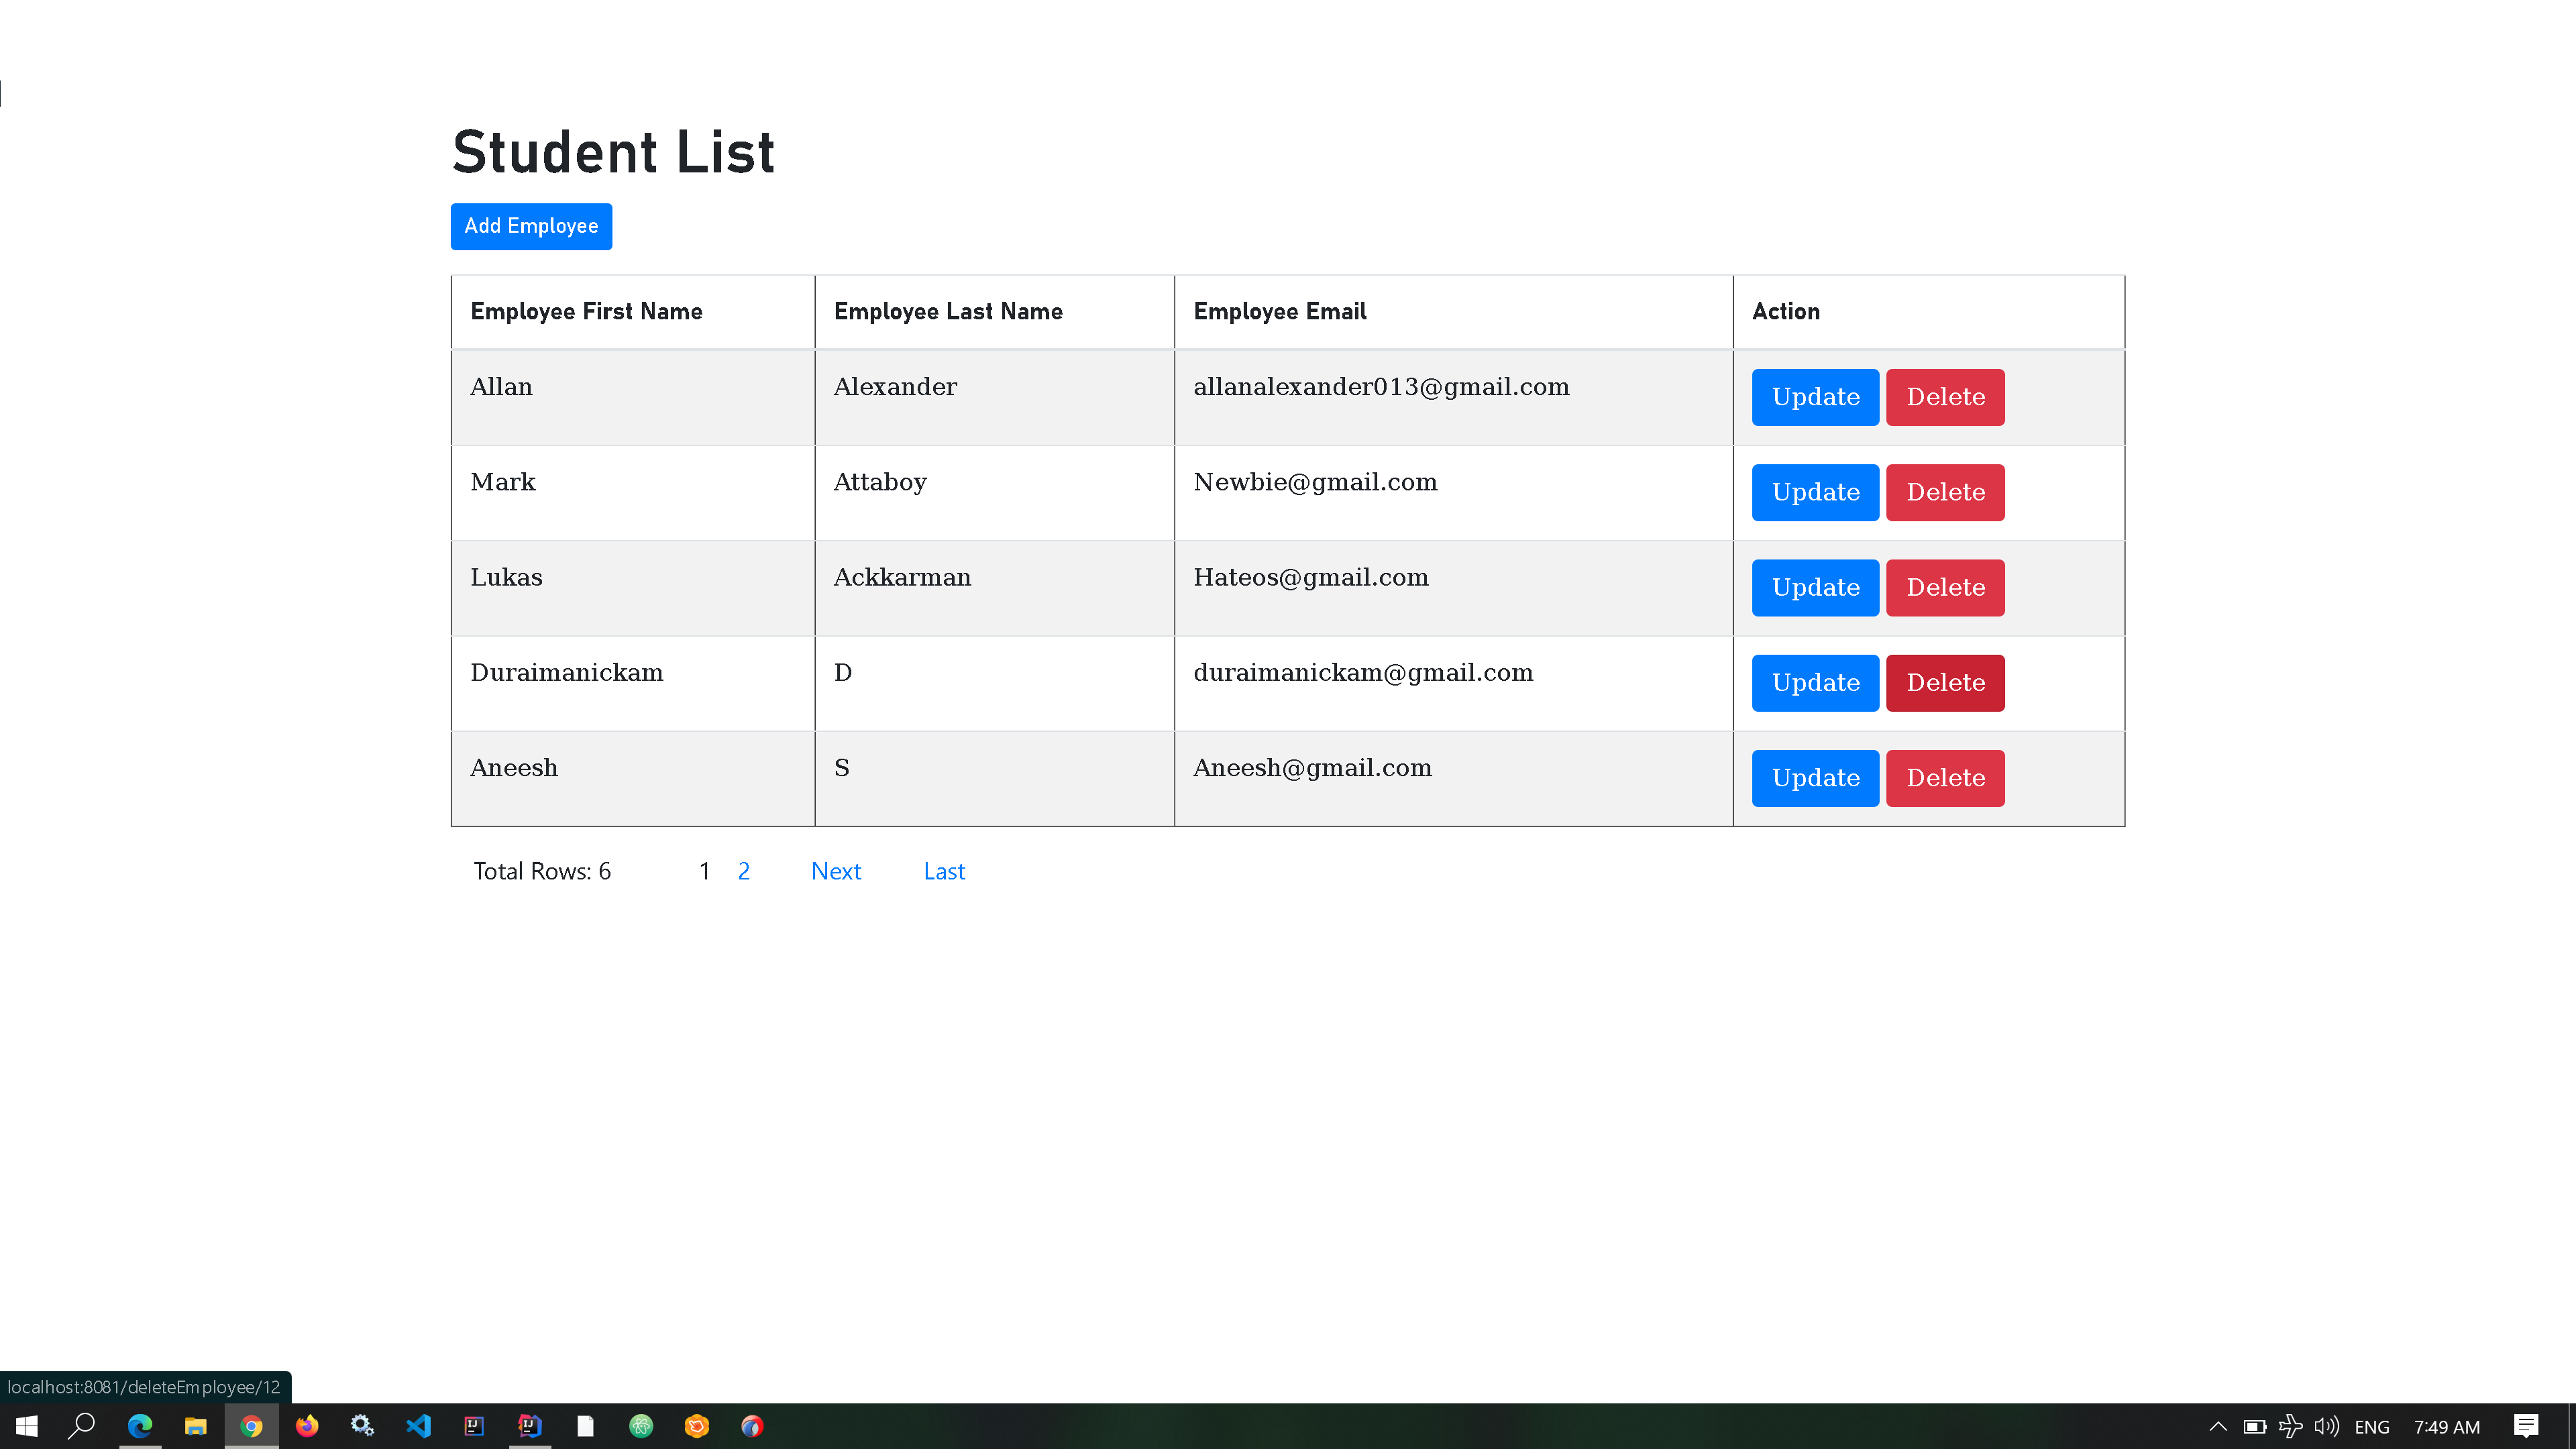 Student List
Add Employee
Employee First Name Employee Last Name Employee Email Action
Allan Alexander allanalexander013@gmail.com Update Delete
Mark Attaboy Newbie@gmail.com Update Delete
Lukas Ackkarman Hateos@gmail.com Update Delete
Duraimanickam D duraimanickam@gmail.com Update Delete
Aneesh S Aneesh@gmail.com Update Delete
Total Rows: 6 1 2 Next Last
localhost:8081/deleteEmployee/12
ENG 7:49 AM